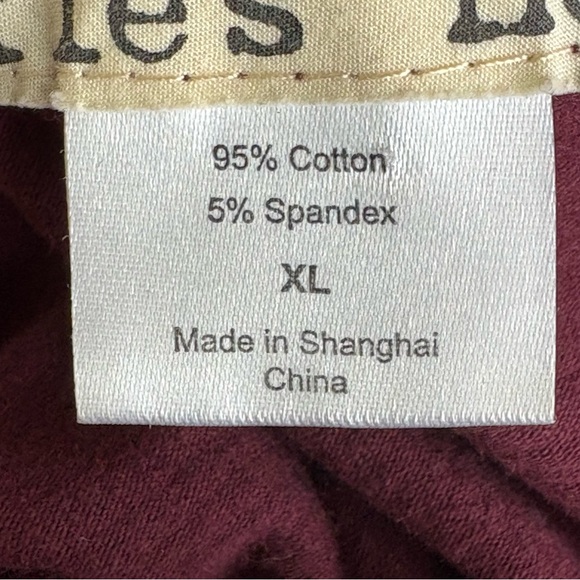 95% Cotton
5% Spandex
XL
Made in Shanghai
China